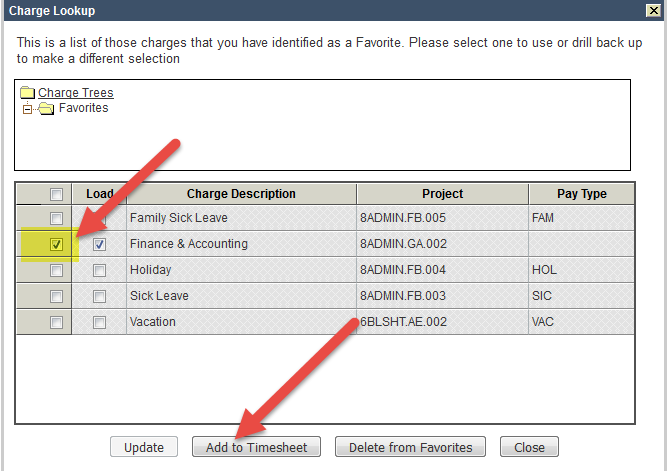 Charge Lookup
This is a list of those charges that you have identified as a Favorite. Please select one to use or drill back up
to make a different selection
Charge Trees
Favorites
Load Charge Description Project Pay Type
Family Sick Leave 8ADMIN.FB.005 FAM
Finance & Accounting 8ADMIN.GA.002
Holiday 8ADMIN.FB.004 HOL
Sick Leave 8ADMIN.FB.003 SIC
Vacation 6BLSHT.AE.002 VAC
Update Add to Timesheet Delete from Favorites Close